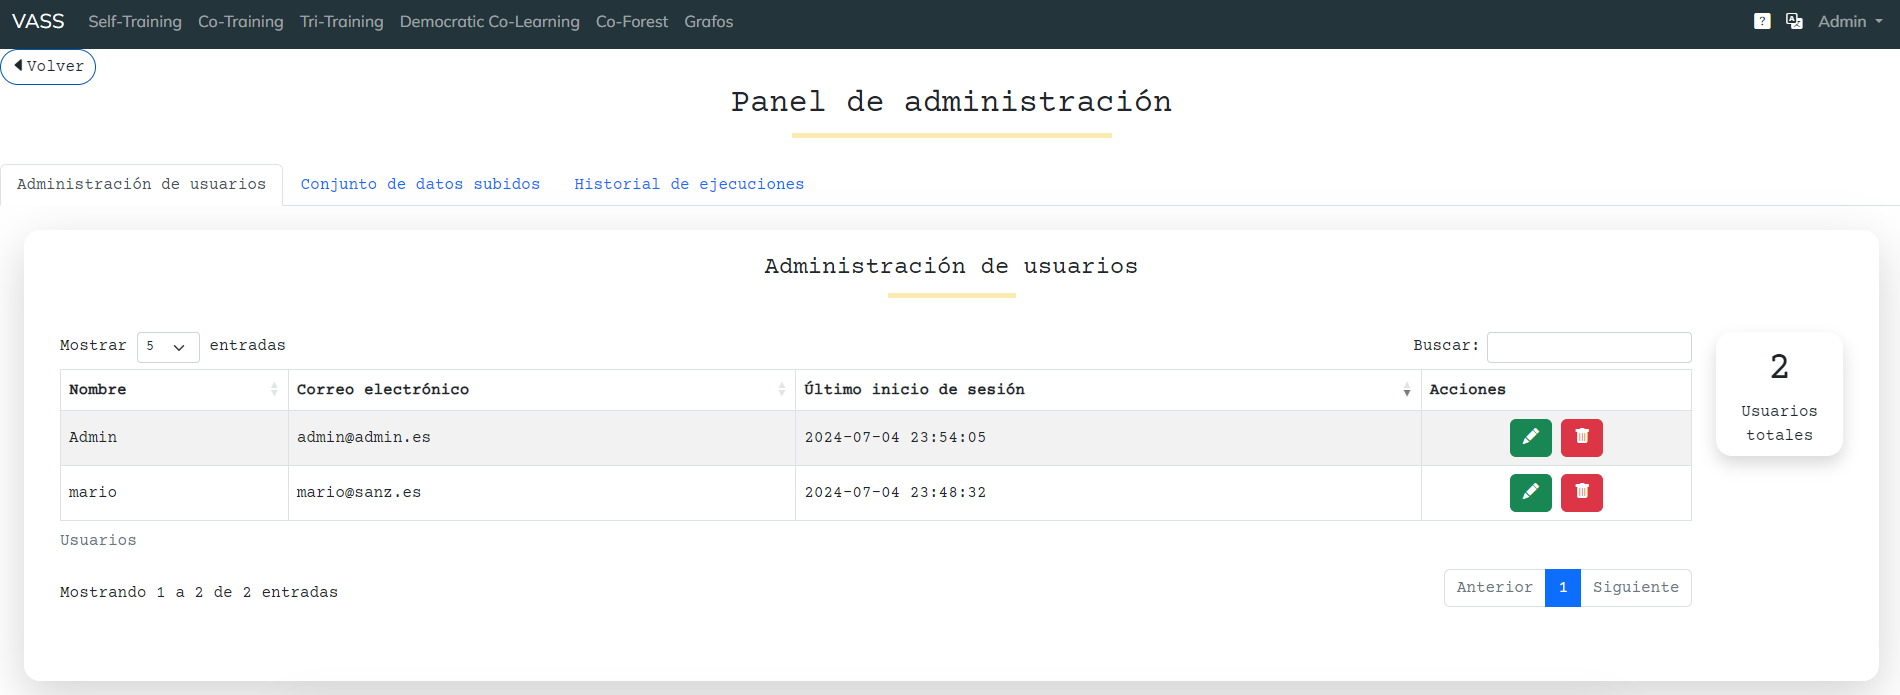 VASS Self-Training Co-Training Tri-Training Democratic Co-Learning Co-Forest Grafos ? Admin
Volver
Panel de administración
Administración de usuarios Conjunto de datos subidos Historial de ejecuciones
Administración de usuarios
Mostrar 5 entradas Buscar:
Nombre Correo electrónico Último inicio de sesión Acciones
Admin admin@admin.es 2024-07-04 23:54:05
mario mario@sanz.es 2024-07-04 23:48:32
2
Usuarios
totales
Usuarios
Mostrando 1 a 2 de 2 entradas
Anterior 1 Siguiente